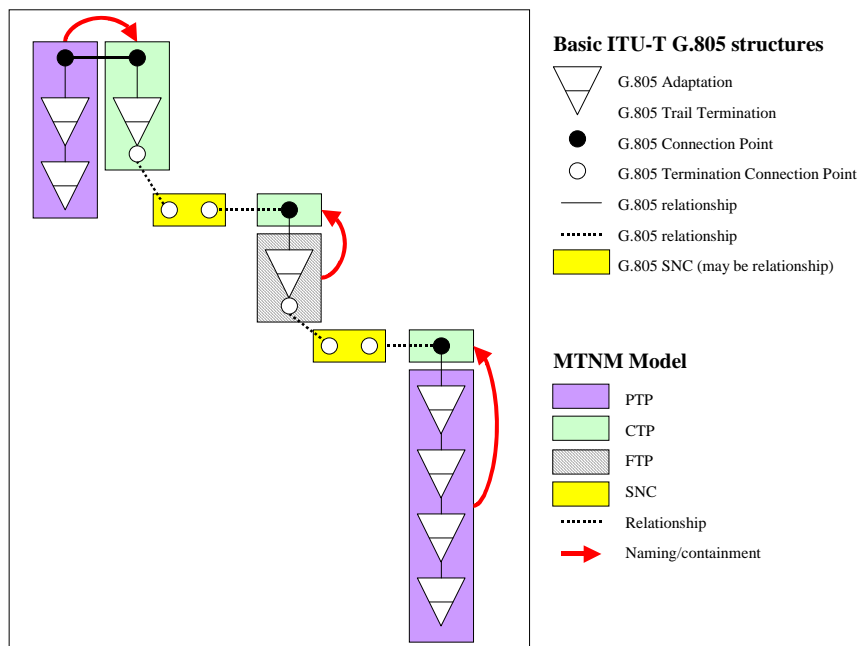 Basic ITU-T G.805 structures
G.805 Adaptation
G.805 Trail Termination
G.805 Connection Point
G.805 Termination Connection Point
G.805 relationship
G.805 relationship
G.805 SNC (may be relationship)
MTNM Model
PTP
CTP
FTP
SNC
Relationship
Naming/containment